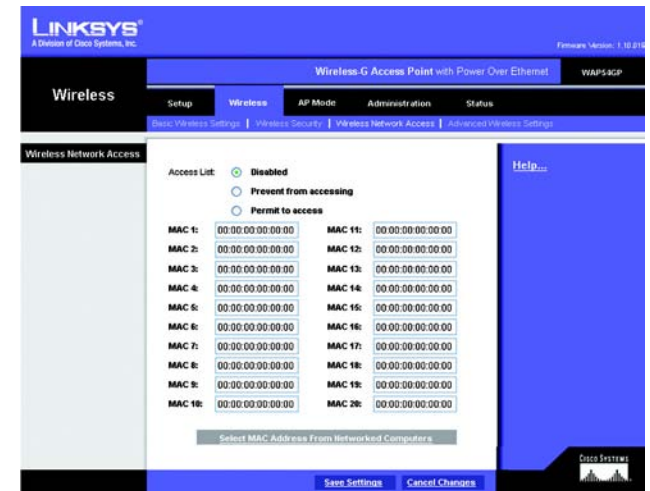 LINKSYS®
A Division of Cisco Systems, Inc.
Firmware Version: 1.10.01S
Wireless-G Access Point with Power Over Ethernet
WAP54GP
Wireless
Setup
Wireless
AP Mode
Administration
Status
Basic Wireless Settings | Wireless Security | Wireless Network Access | Advanced Wireless Settings
Wireless Network Access
Help...
Access List:
Disabled
Prevent from accessing
Permit to access
MAC 1: 00:00:00:00:00:00 MAC 11: 00:00:00:00:00:00
MAC 2: 00:00:00:00:00:00 MAC 12: 00:00:00:00:00:00
MAC 3: 00:00:00:00:00:00 MAC 13: 00:00:00:00:00:00
MAC 4: 00:00:00:00:00:00 MAC 14: 00:00:00:00:00:00
MAC 5: 00:00:00:00:00:00 MAC 15: 00:00:00:00:00:00
MAC 6: 00:00:00:00:00:00 MAC 16: 00:00:00:00:00:00
MAC 7: 00:00:00:00:00:00 MAC 17: 00:00:00:00:00:00
MAC 8: 00:00:00:00:00:00 MAC 18: 00:00:00:00:00:00
MAC 9: 00:00:00:00:00:00 MAC 19: 00:00:00:00:00:00
MAC 10: 00:00:00:00:00:00 MAC 20: 00:00:00:00:00:00
Select MAC Address From Networked Computers
Save Settings
Cancel Changes
CISCO SYSTEMS